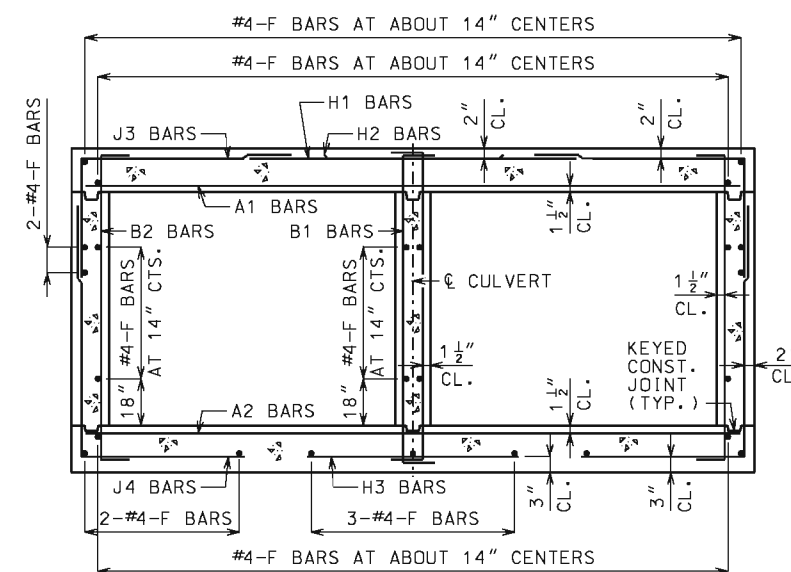 #4-F BARS AT ABOUT 14" CENTERS
#4-F BARS AT ABOUT 14" CENTERS
2-#4-F BARS
J3 BARS
H1 BARS
H2 BARS
2"
CL.
2"
CL.
A1 BARS
1 1/2"
CL.
B2 BARS
B1 BARS
#4-F BARS
AT 14" CTS.
#4-F BARS
AT 14" CTS.
℄ CULVERT
1 1/2"
CL.
1 1/2"
CL.
KEYED
CONST.
JOINT
(TYP.)
2
CL
18"
18"
A2 BARS
1 1/2"
CL.
J4 BARS
H3 BARS
3"
CL.
3"
CL.
2-#4-F BARS
3-#4-F BARS
#4-F BARS AT ABOUT 14" CENTERS